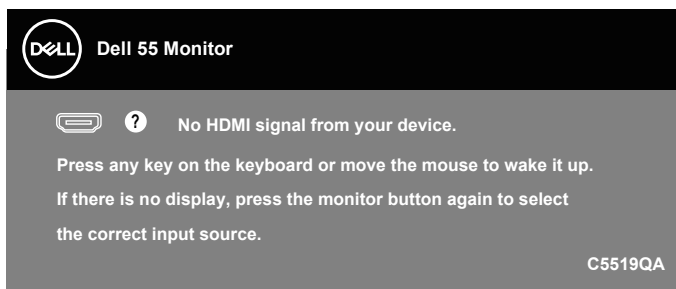 DELL Dell 55 Monitor
? No HDMI signal from your device.
Press any key on the keyboard or move the mouse to wake it up.
If there is no display, press the monitor button again to select
the correct input source.
C5519QA